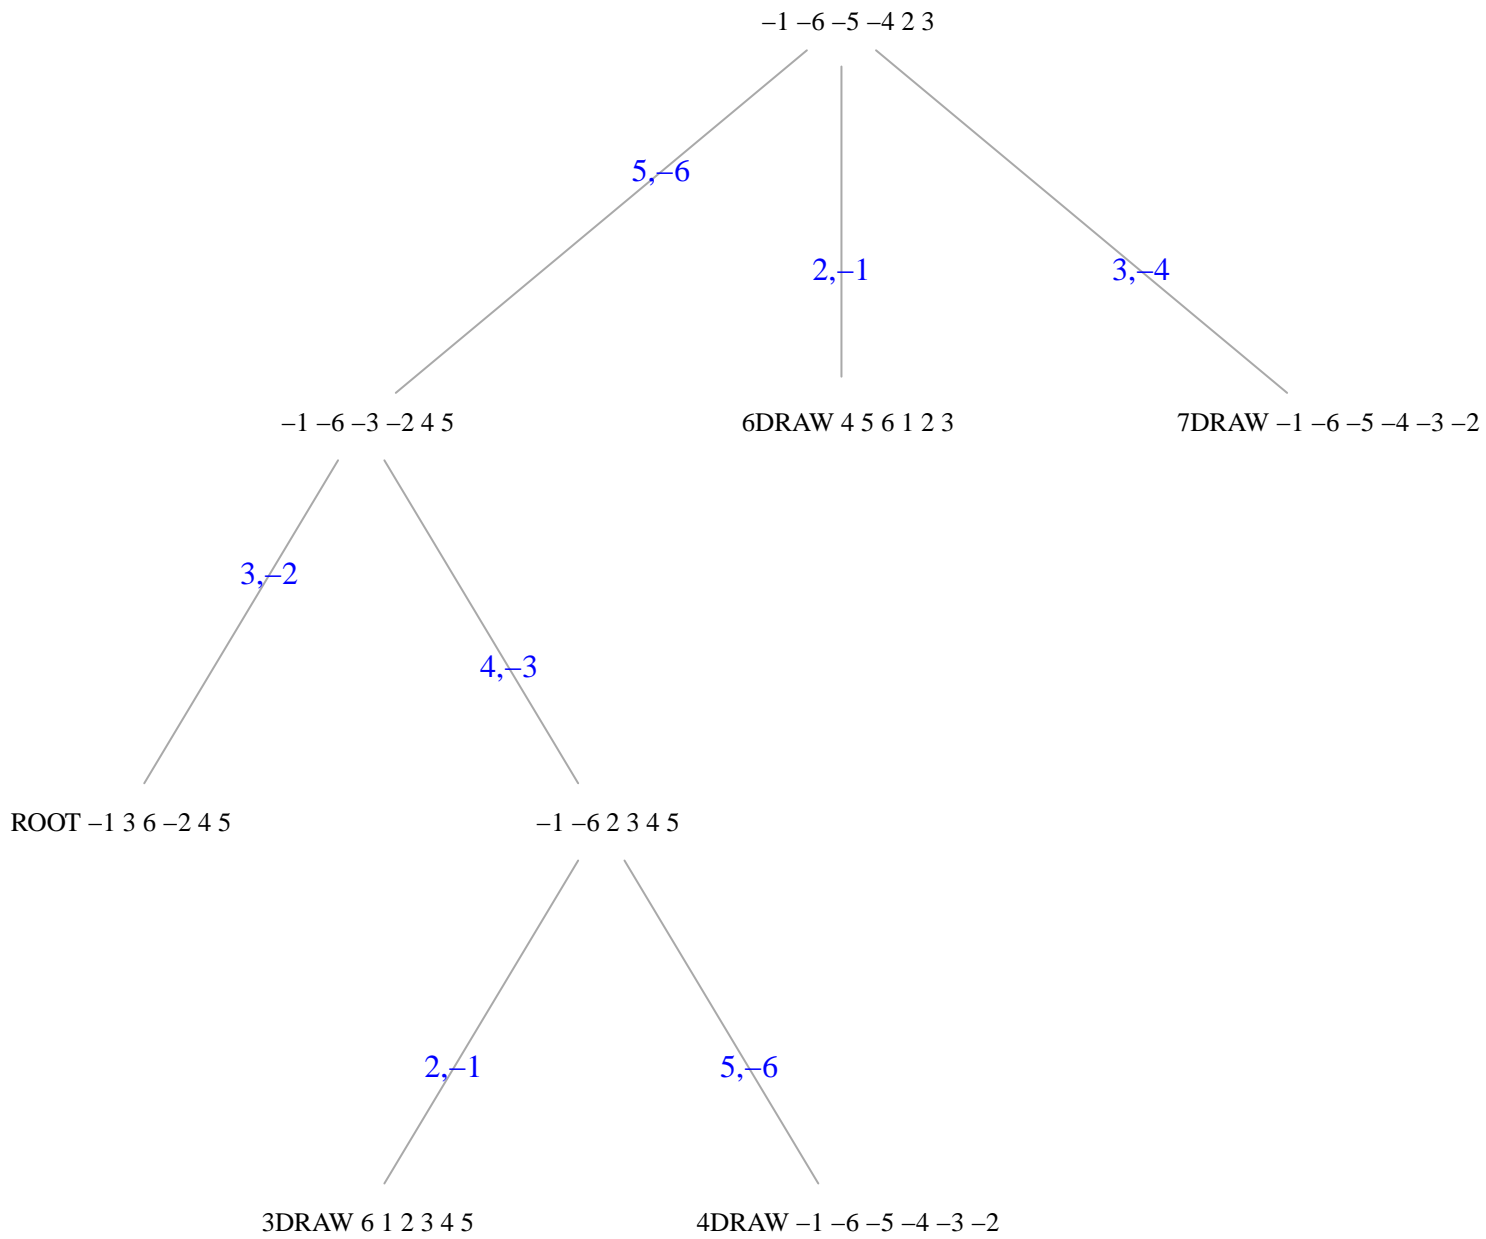 –1 –6 –5 –4 2 3
5,–6
2,–1
3,–4
–1 –6 –3 –2 4 5
6DRAW 4 5 6 1 2 3
7DRAW –1 –6 –5 –4 –3 –2
3,–2
4,–3
ROOT –1 3 6 –2 4 5
–1 –6 2 3 4 5
2,–1
5,–6
3DRAW 6 1 2 3 4 5
4DRAW –1 –6 –5 –4 –3 –2